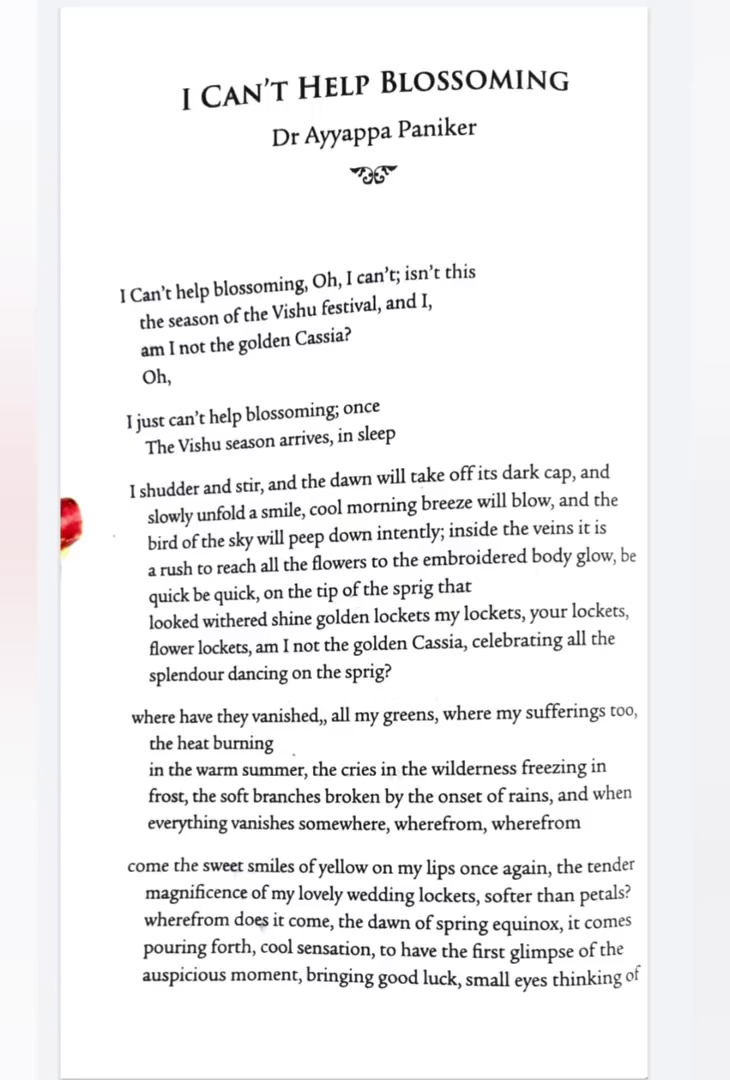 I CAN'T HELP BLOSSOMING
Dr Ayyappa Paniker
I Can't help blossoming, Oh, I can't; isn't this
the season of the Vishu festival, and I,
am I not the golden Cassia?
Oh,
I just can't help blossoming; once
The Vishu season arrives, in sleep
I shudder and stir, and the dawn will take off its dark cap, and
slowly unfold a smile, cool morning breeze will blow, and the
bird of the sky will peep down intently; inside the veins it is
a rush to reach all the flowers to the embroidered body glow, be
quick be quick, on the tip of the sprig that
looked withered shine golden lockets my lockets, your lockets,
flower lockets, am I not the golden Cassia, celebrating all the
splendour dancing on the sprig?
where have they vanished,, all my greens, where my sufferings too,
the heat burning
in the warm summer, the cries in the wilderness freezing in
frost, the soft branches broken by the onset of rains, and when
everything vanishes somewhere, wherefrom, wherefrom
come the sweet smiles of yellow on my lips once again, the tender
magnificence of my lovely wedding lockets, softer than petals?
wherefrom does it come, the dawn of spring equinox, it comes
pouring forth, cool sensation, to have the first glimpse of the
auspicious moment, bringing good luck, small eyes thinking of